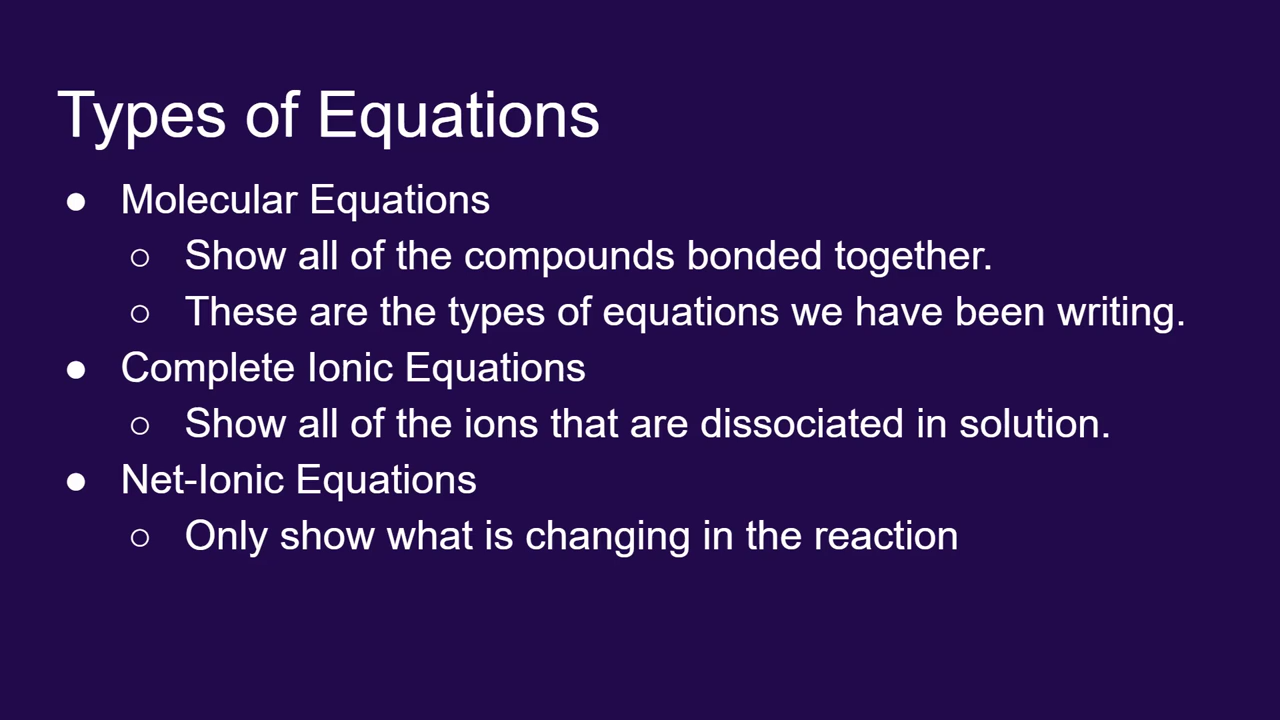 Types of Equations
● Molecular Equations
○ Show all of the compounds bonded together.
○ These are the types of equations we have been writing.
● Complete Ionic Equations
○ Show all of the ions that are dissociated in solution.
● Net-Ionic Equations
○ Only show what is changing in the reaction